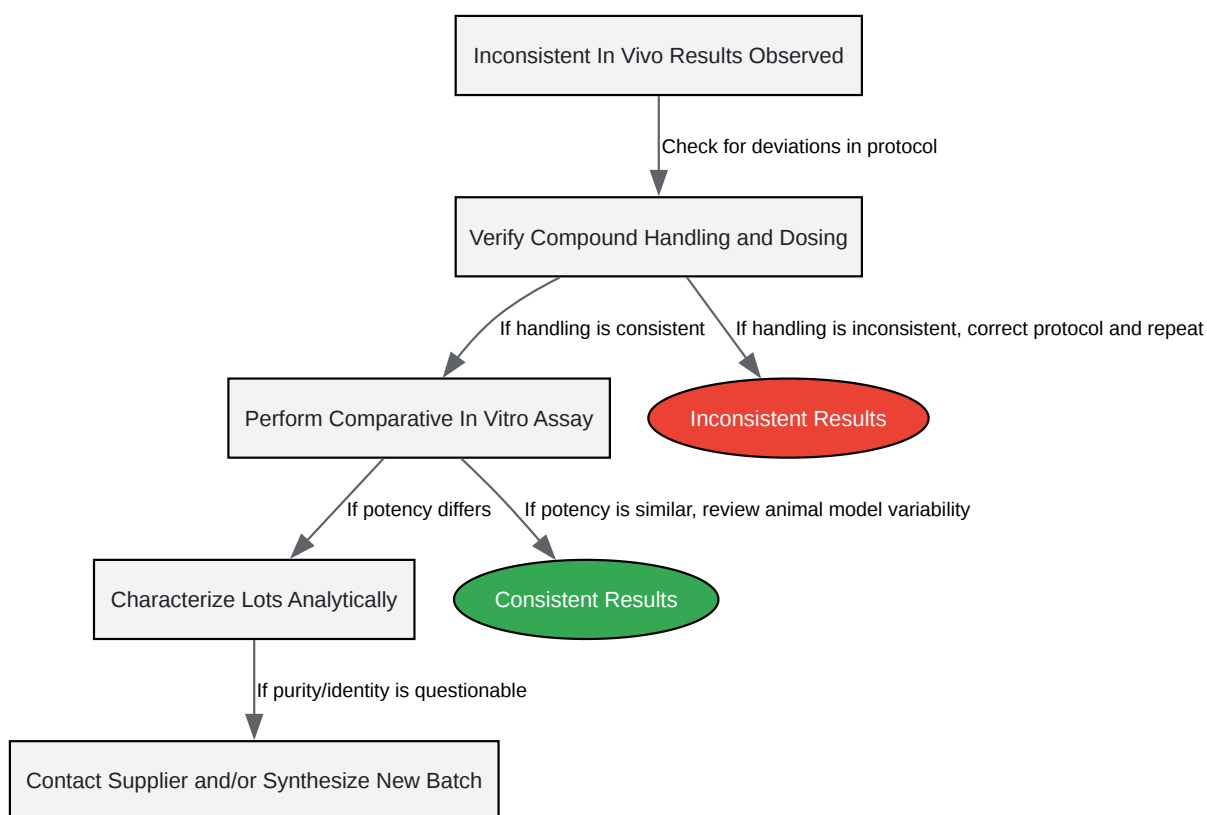 Inconsistent In Vivo Results Observed
Check for deviations in protocol
Verify Compound Handling and Dosing
If handling is consistent
If handling is inconsistent, correct protocol and repeat
Perform Comparative In Vitro Assay
Inconsistent Results
If potency differs
If potency is similar, review animal model variability
Characterize Lots Analytically
Consistent Results
If purity/identity is questionable
Contact Supplier and/or Synthesize New Batch